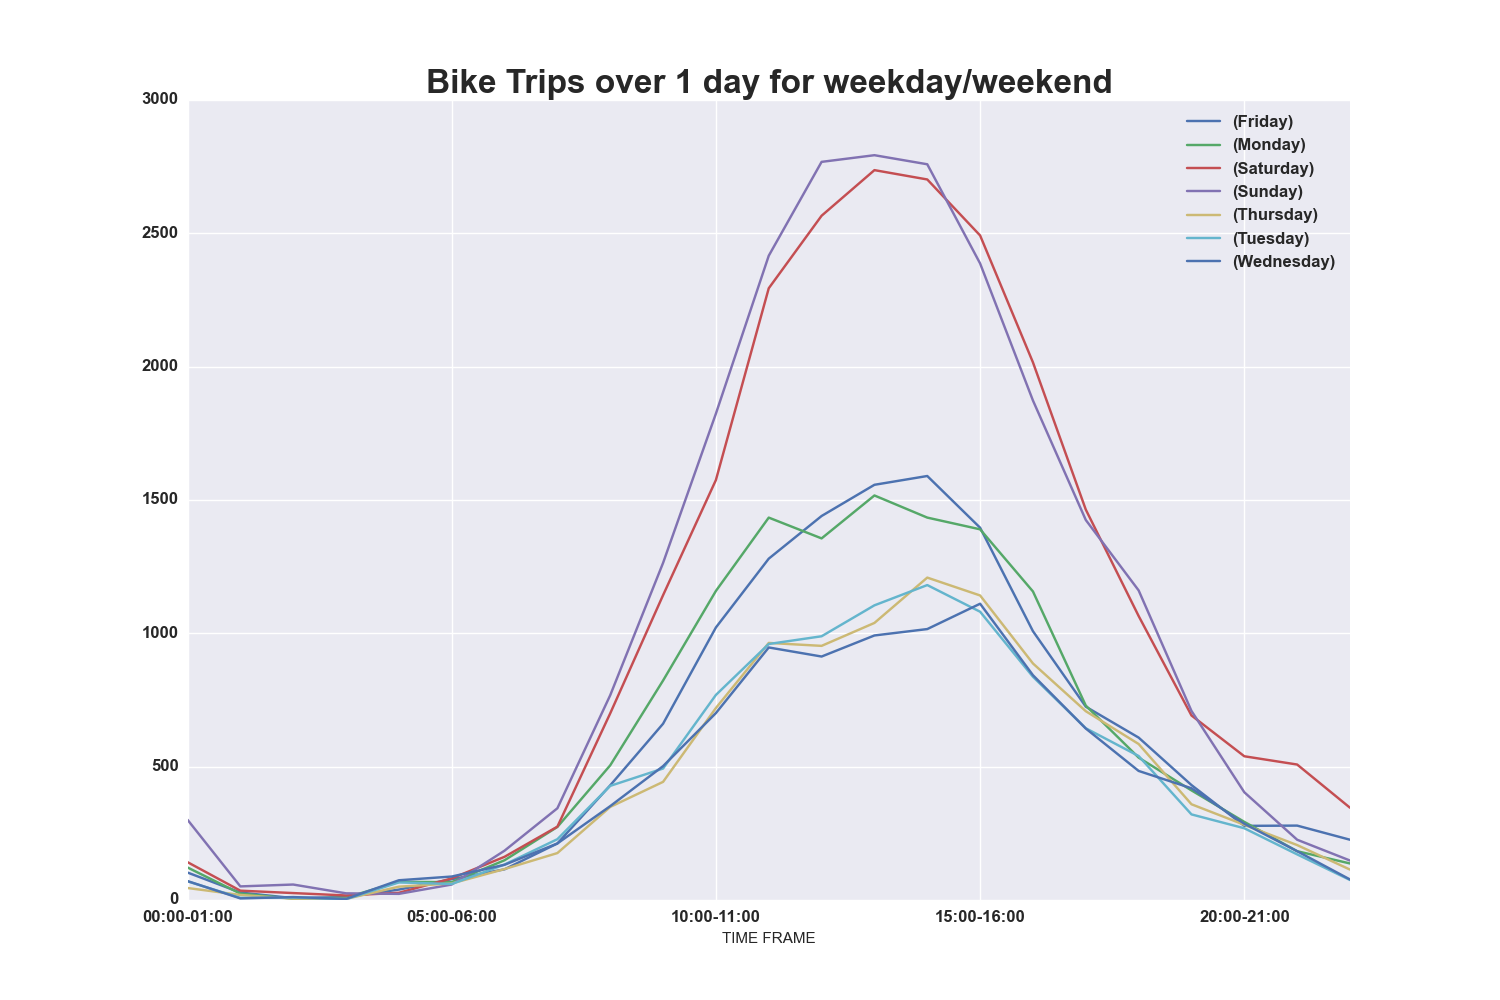 Bike Trips over 1 day for weekday/weekend
3000
2500
2000
1500
1000
500
0
(Friday)
(Monday)
(Saturday)
(Sunday)
(Thursday)
(Tuesday)
(Wednesday)
00:00-01:00 05:00-06:00 10:00-11:00 15:00-16:00 20:00-21:00
TIME FRAME